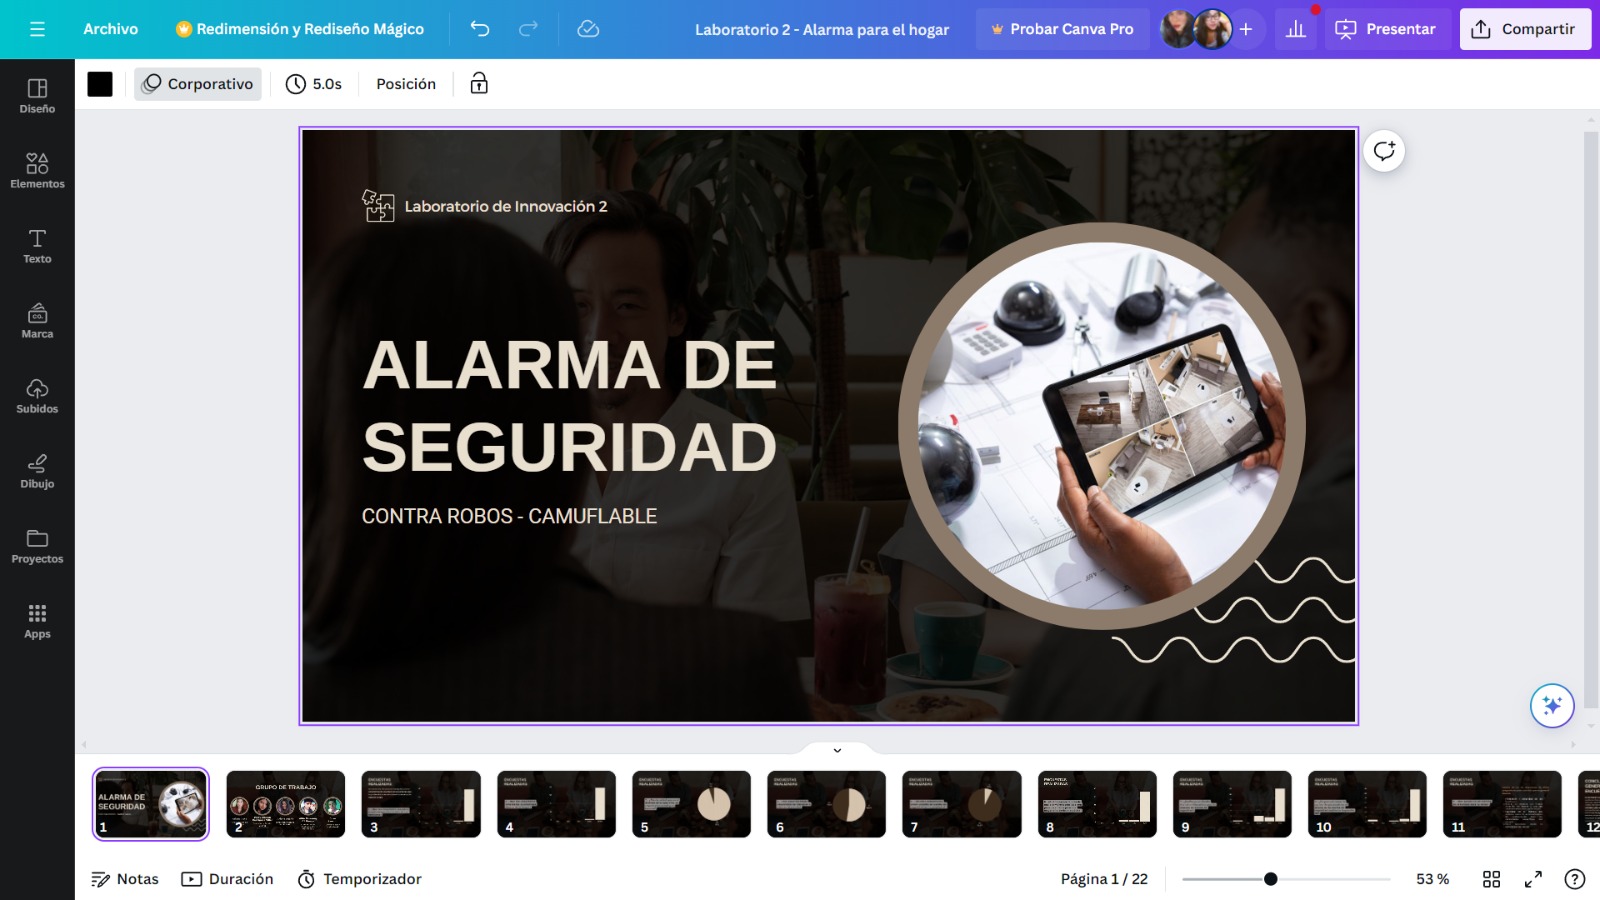 Archivo
Redimensión y Rediseño Mágico
Laboratorio 2 - Alarma para el hogar
Probar Canva Pro
Presentar
Compartir
Corporativo
5.0s
Posición
Diseño
Elementos
Texto
Marca
Subidos
Dibujo
Proyectos
Apps
Laboratorio de Innovación 2
ALARMA DE
SEGURIDAD
CONTRA ROBOS - CAMUFLABLE
ALARMA DE
SEGURIDAD
1
GRUPO DE TRABAJO
2
3
4
5
6
7
8
9
10
11
12
Notas
Duración
Temporizador
Página 1 / 22
53 %